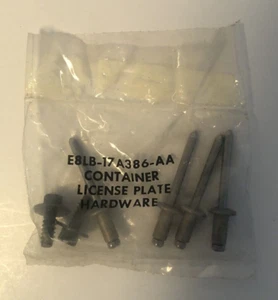 E8LB-17A386-AA
CONTAINER
LICENSE PLATE
HARDWARE